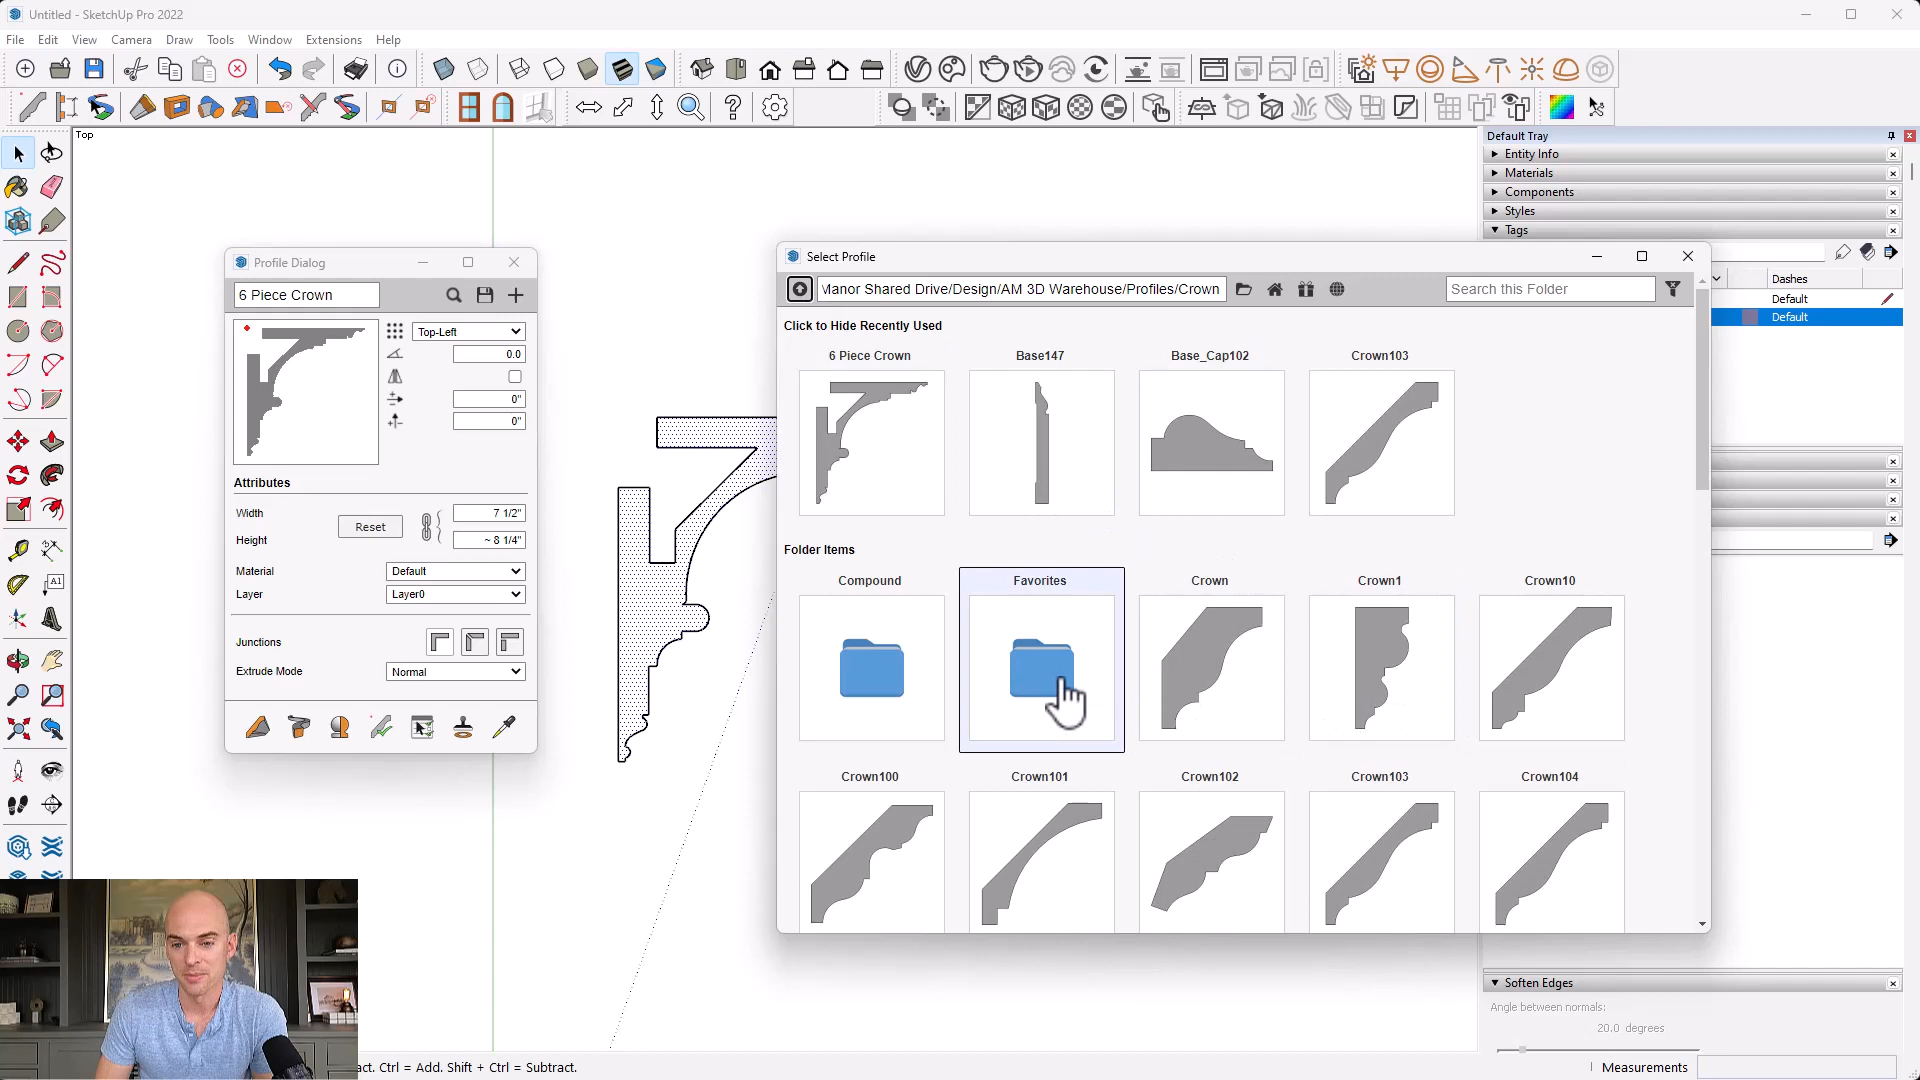 Untitled - SketchUp Pro 2022
File Edit View Camera Draw Tools Window Extensions Help
Top
Default Tray
Entity Info
Materials
Components
Styles
Tags
Dashes
Default
Default
Profile Dialog
6 Piece Crown
Top-Left
0.0
0"
0"
Attributes
Width 7 1/2"
Reset
Height ~ 8 1/4"
Material Default
Layer Layer0
Junctions
Extrude Mode Normal
Select Profile
Manor Shared Drive/Design/AM 3D Warehouse/Profiles/Crown
Search this Folder
Click to Hide Recently Used
6 Piece Crown Base147 Base_Cap102 Crown103
Folder Items
Compound Favorites Crown Crown1 Crown10
Crown100 Crown101 Crown102 Crown103 Crown104
A1
Soften Edges
Angle between normals:
20.0 degrees
act. Ctrl = Add. Shift + Ctrl = Subtract.
Measurements